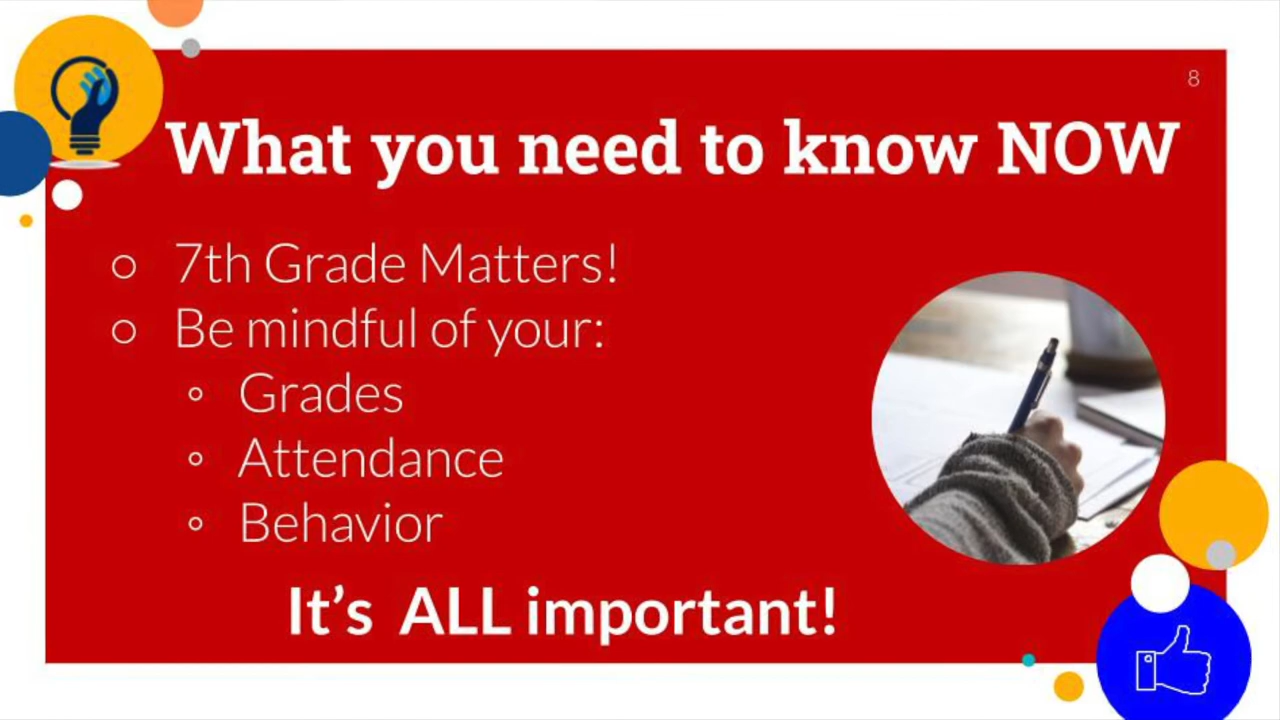 8
What you need to know NOW
7th Grade Matters!
Be mindful of your:
Grades
Attendance
Behavior
It's ALL important!